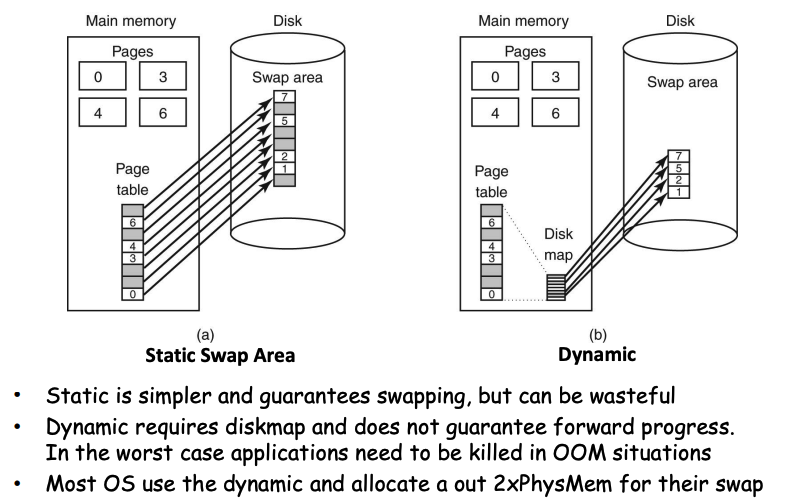 Main memory
Disk
Pages
0
3
4
6
Swap area
7
5
2
1
Page
table
6
4
3
0
(a)
Static Swap Area
Main memory
Disk
Pages
0
3
4
6
Swap area
7
5
2
1
Page
table
6
4
3
0
Disk
map
(b)
Dynamic
• Static is simpler and guarantees swapping, but can be wasteful
• Dynamic requires diskmap and does not guarantee forward progress.
In the worst case applications need to be killed in OOM situations
• Most OS use the dynamic and allocate a out 2xPhysMem for their swap